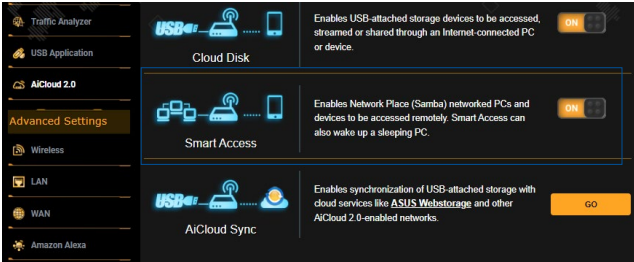 Traffic Analyzer
USB Application
AiCloud 2.0
Advanced Settings
Wireless
LAN
WAN
Amazon Alexa
USB
Cloud Disk
Enables USB-attached storage devices to be accessed,
streamed or shared through an Internet-connected PC
or device.
ON
Smart Access
Enables Network Place (Samba) networked PCs and
devices to be accessed remotely. Smart Access can
also wake up a sleeping PC.
ON
USB
AiCloud Sync
Enables synchronization of USB-attached storage with
cloud services like ASUS Webstorage and other
AiCloud 2.0-enabled networks.
GO